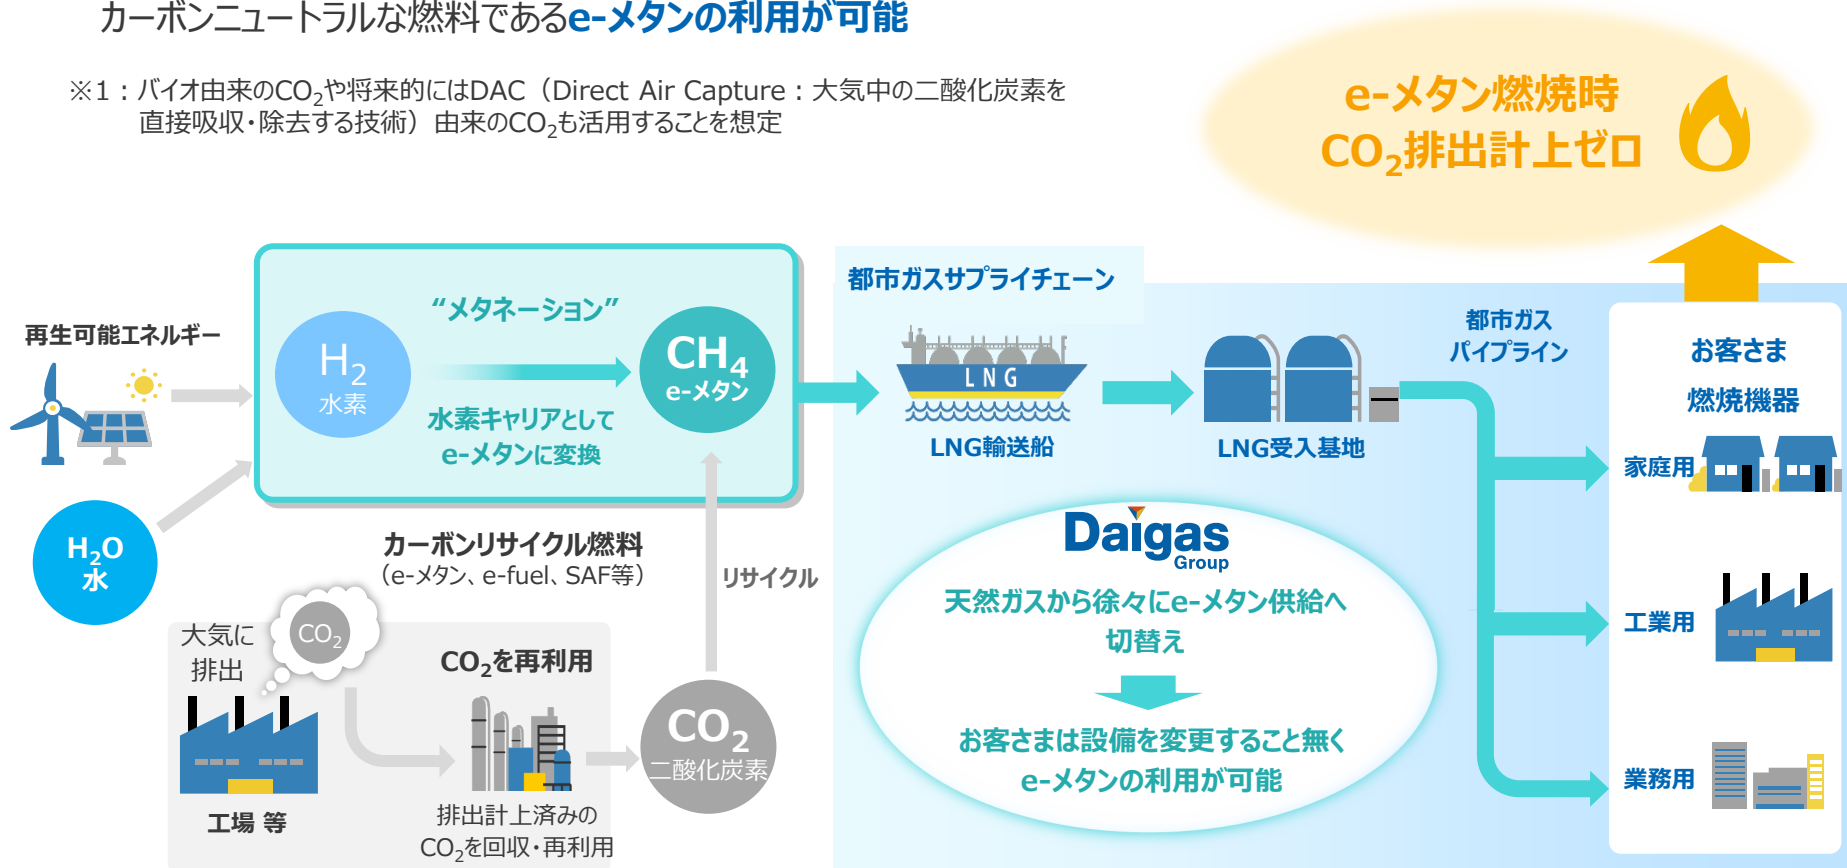 カーボンニュートラルな燃料であるe-メタンの利用が可能
※1：バイオ由来のCO₂や将来的にはDAC（Direct Air Capture：大気中の二酸化炭素を
直接吸収・除去する技術）由来のCO₂も活用することを想定
e-メタン燃焼時
CO₂排出計上ゼロ
再生可能エネルギー
H₂O
水
H₂
水素
“メタネーション”
水素キャリアとして
e-メタンに変換
CH₄
e-メタン
カーボンリサイクル燃料
（e-メタン、e-fuel、SAF等）
リサイクル
大気に
排出
CO₂
工場 等
CO₂を再利用
排出計上済みの
CO₂を回収・再利用
CO₂
二酸化炭素
都市ガスサプライチェーン
LNG
LNG輸送船
LNG受入基地
都市ガス
パイプライン
Daigas
Group
天然ガスから徐々にe-メタン供給へ
切替え
お客さまは設備を変更すること無く
e-メタンの利用が可能
お客さま
燃焼機器
家庭用
工業用
業務用